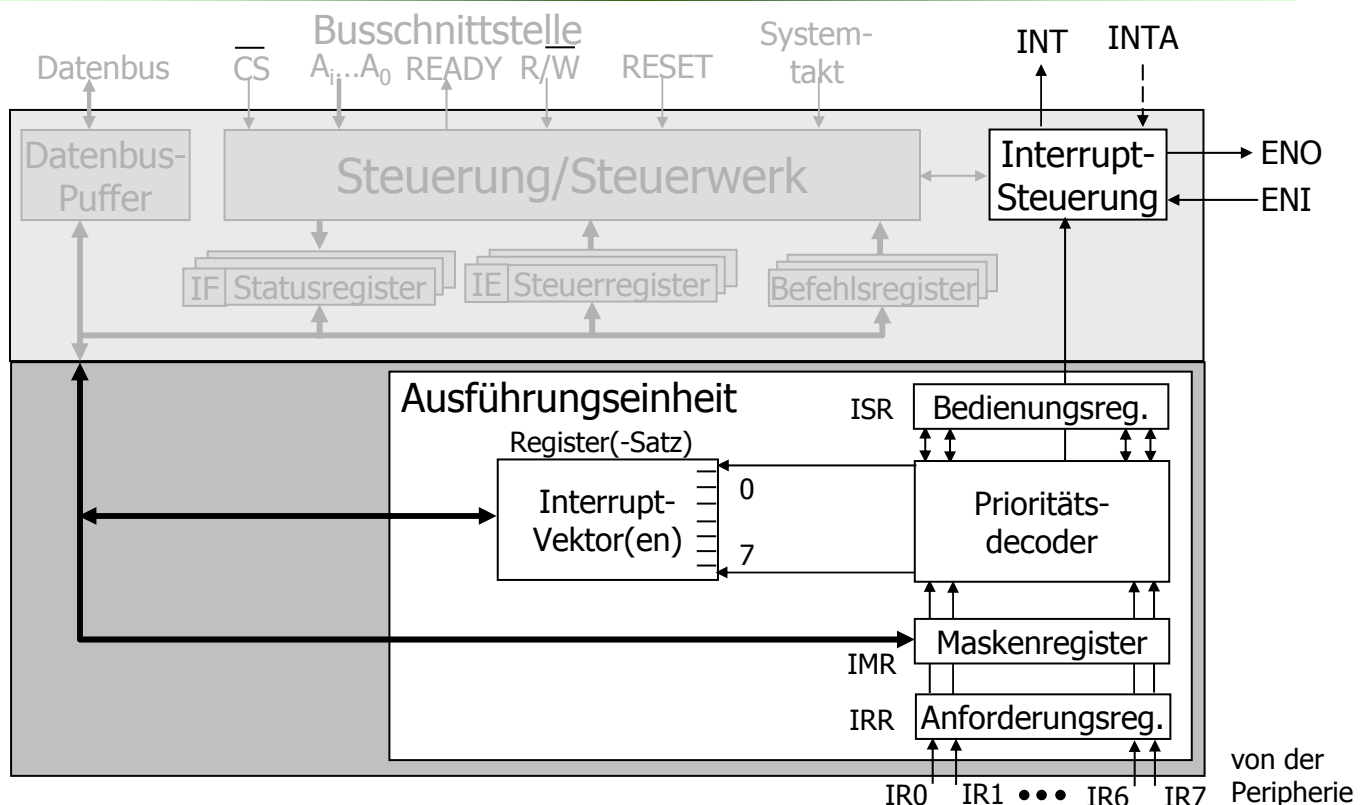 Busschnittstelle
Datenbus
CS
Ai...A0
READY
R/W
RESET
System-
takt
INT
INTA
Datenbus-
Puffer
Steuerung/Steuerwerk
Interrupt-
Steuerung
ENO
ENI
IF
Statusregister
IE
Steuerregister
Befehlsregister
Ausführungseinheit
ISR
Bedienungsreg.
Register(-Satz)
Interrupt-
Vektor(en)
0
7
Prioritäts-
decoder
Maskenregister
IMR
IRR
Anforderungsreg.
IR0
IR1
•••
IR6
IR7
von der
Peripherie